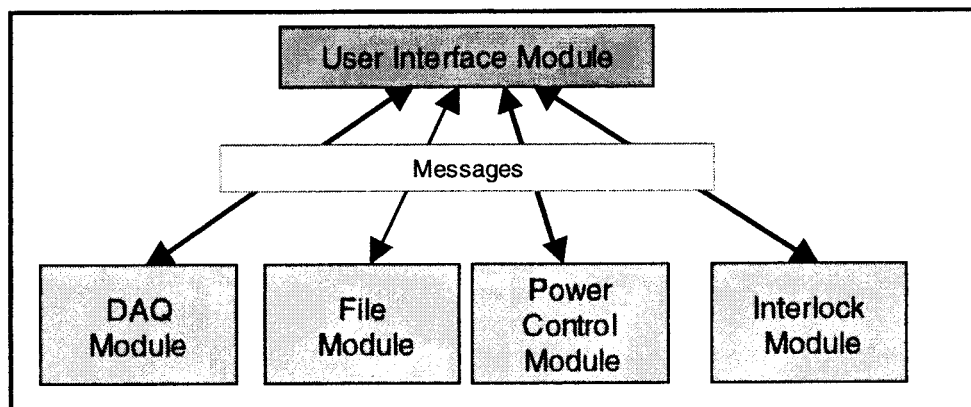 User Interface Module
Messages
DAQ
Module
File
Module
Power
Control
Module
Interlock
Module